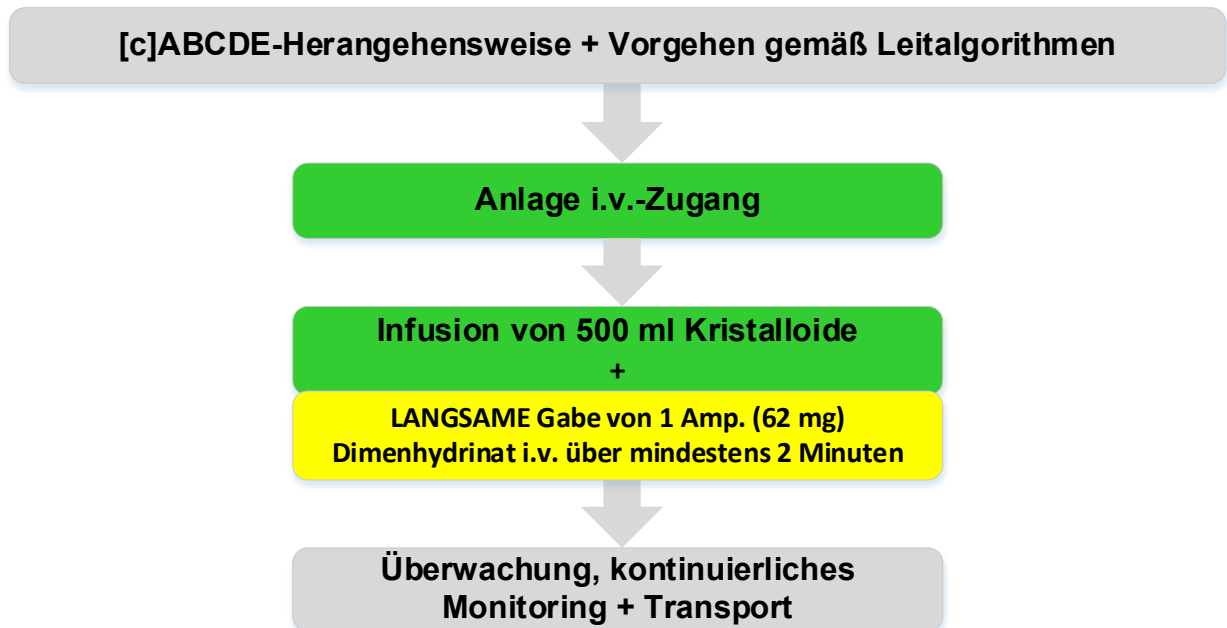 [c]ABCDE-Herangehensweise + Vorgehen gemäß Leitalgorithmen
Anlage i.v.-Zugang
Infusion von 500 ml Kristalloide
+
LANGSAME Gabe von 1 Amp. (62 mg)
Dimenhydrinat i.v. über mindestens 2 Minuten
Überwachung, kontinuierliches
Monitoring + Transport